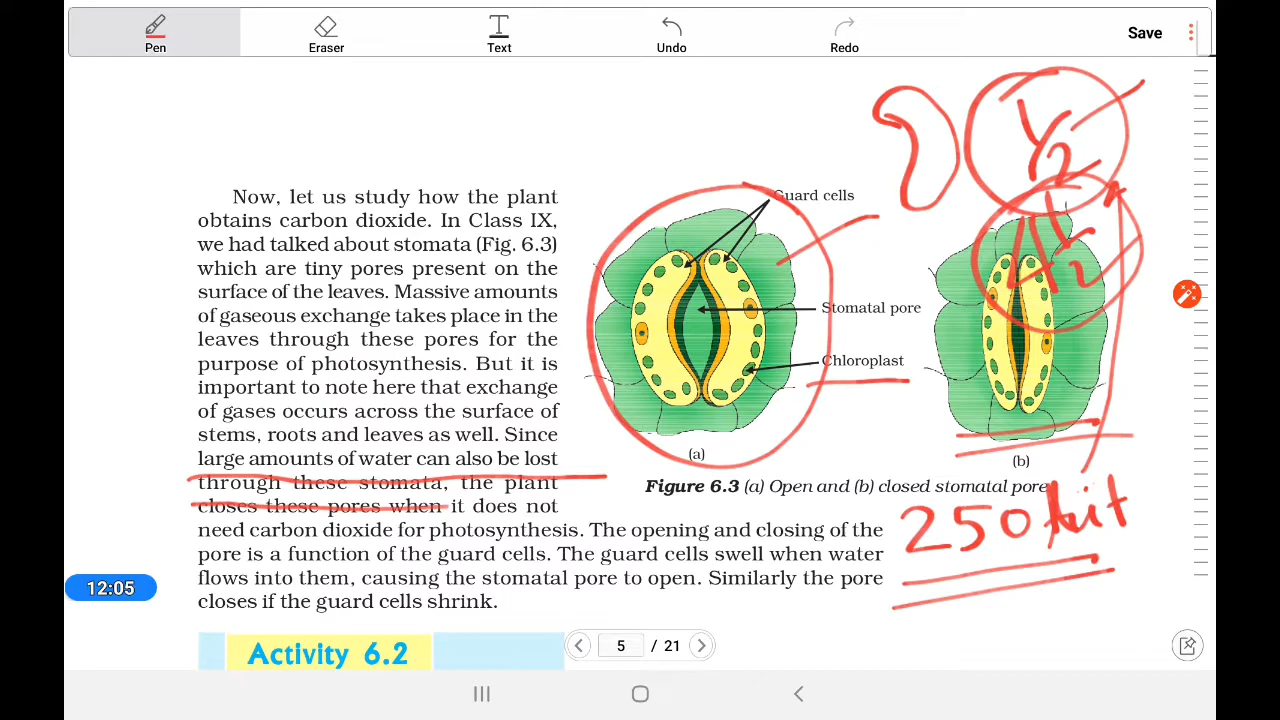 Pen
Eraser
Text
Undo
Redo
Save
Now, let us study how the plant
obtains carbon dioxide. In Class IX,
we had talked about stomata (Fig. 6.3)
which are tiny pores present on the
surface of the leaves. Massive amounts
of gaseous exchange takes place in the
leaves through these pores for the
purpose of photosynthesis. But it is
important to note here that exchange
of gases occurs across the surface of
stems, roots and leaves as well. Since
large amounts of water can also be lost
through these stomata, the plant
closes these pores when it does not
need carbon dioxide for photosynthesis. The opening and closing of the
pore is a function of the guard cells. The guard cells swell when water
flows into them, causing the stomatal pore to open. Similarly the pore
closes if the guard cells shrink.
Guard cells
Stomatal pore
Chloroplast
(a)
(b)
Figure 6.3 (a) Open and (b) closed stomatal pore
1/2
250
12:05
Activity 6.2
5 / 21